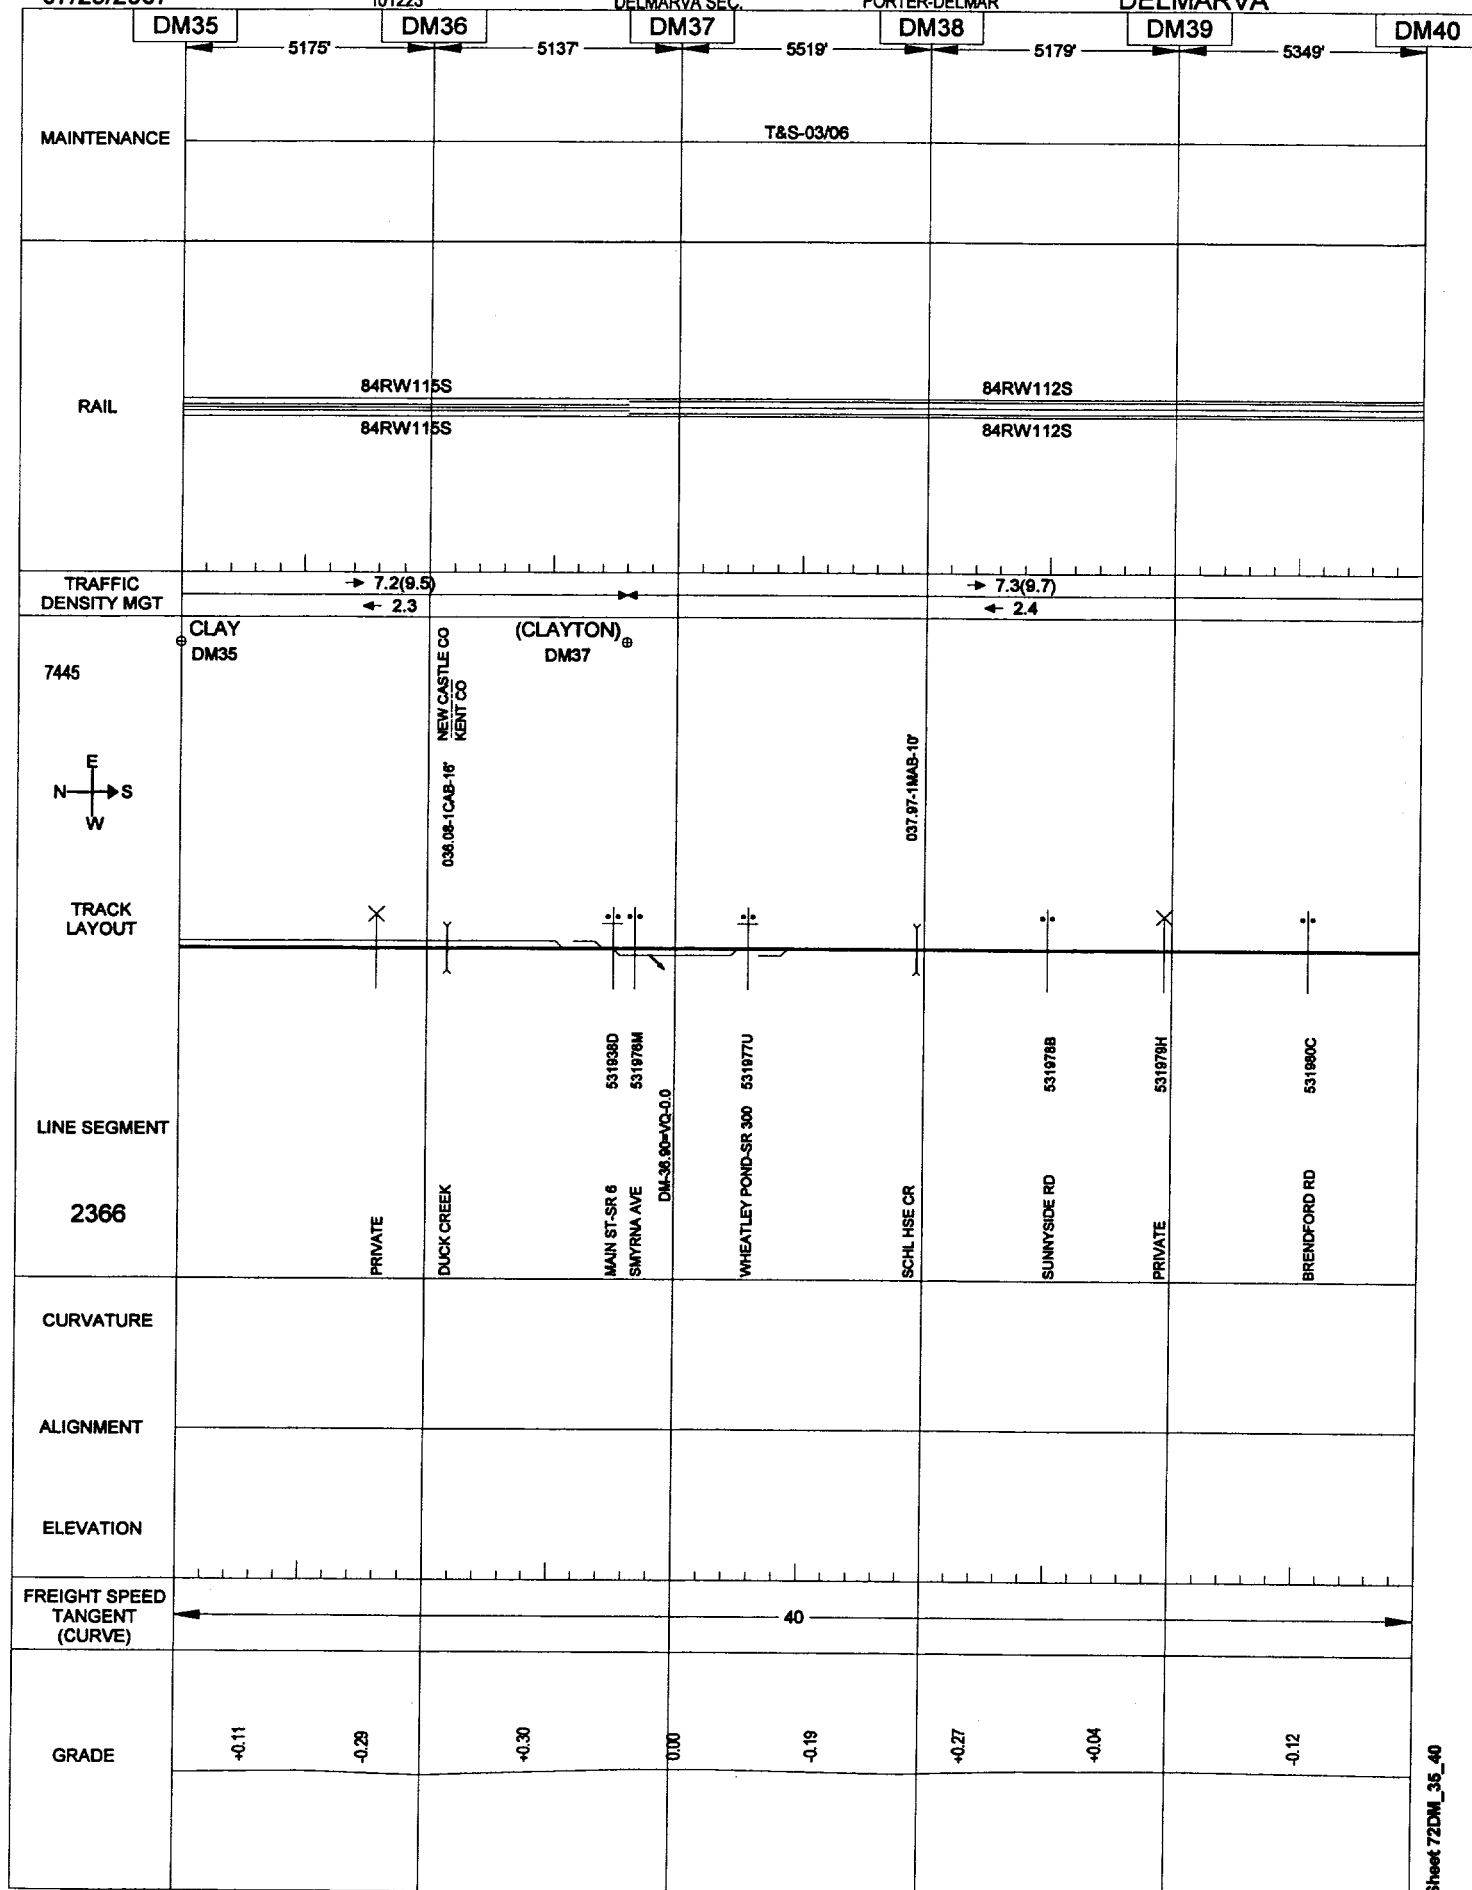 101223 DELMARVA SEC. PORTER-DELMAR DELMARVA
DM35 DM36 DM37 DM38 DM39 DM40
5175' 5137' 5519' 5179' 5349'
MAINTENANCE
T&S-03/06
RAIL
84RW115S 84RW112S
84RW115S 84RW112S
TRAFFIC
DENSITY MGT
7.2(9.5) 7.3(9.7)
2.3 2.4
CLAY
DM35
(CLAYTON)
DM37
7445
NEW CASTLE CO
KENT CO
036.08-1CAB-16'
037.97-1MAB-10'
E
N S
W
TRACK
LAYOUT
531938D
531976M
531977U
531978B
531979H
531980C
LINE SEGMENT
2366
PRIVATE
DUCK CREEK
MAIN ST-SR 6
SMYRNA AVE
DM-36.90=VQ-0.0
WHEATLEY POND-SR 300
SCHL HSE CR
SUNNYSIDE RD
PRIVATE
BRENDFORD RD
CURVATURE
ALIGNMENT
ELEVATION
FREIGHT SPEED
TANGENT
(CURVE)
40
GRADE
+0.11
-0.29
+0.30
0.00
-0.19
+0.27
+0.04
-0.12
Sheet 72DM_35_40